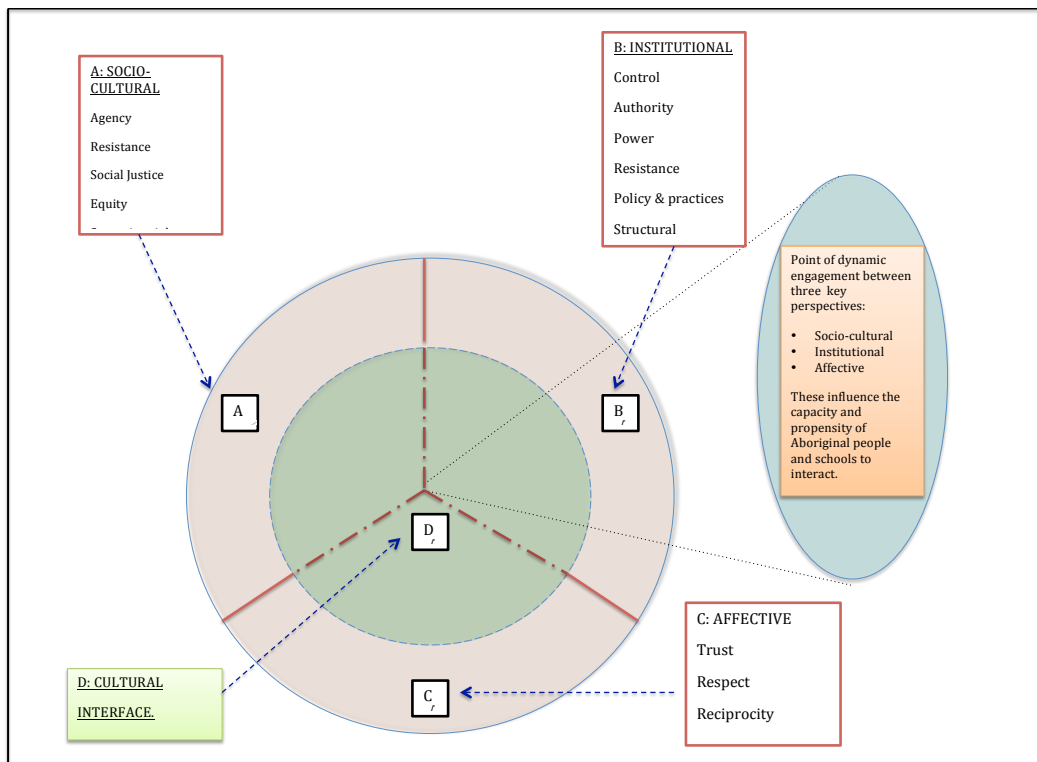 A: SOCIO-
CULTURAL
Agency
Resistance
Social Justice
Equity
B: INSTITUTIONAL
Control
Authority
Power
Resistance
Policy & practices
Structural
Point of dynamic
engagement between
three key
perspectives:
• Socio-cultural
• Institutional
• Affective
These influence the
capacity and
propensity of
Aboriginal people
and schools to
interact.
A
B
r
D
r
C
r
C: AFFECTIVE
Trust
Respect
Reciprocity
D: CULTURAL
INTERFACE.